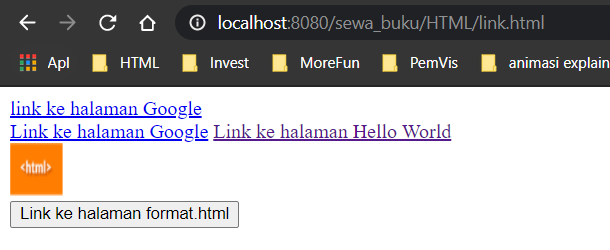 localhost:8080/sewa_buku/HTML/link.html
Apl HTML Invest MoreFun PemVis animasi explain
link ke halaman Google
Link ke halaman Google Link ke halaman Hello World
<html>
Link ke halaman format.html